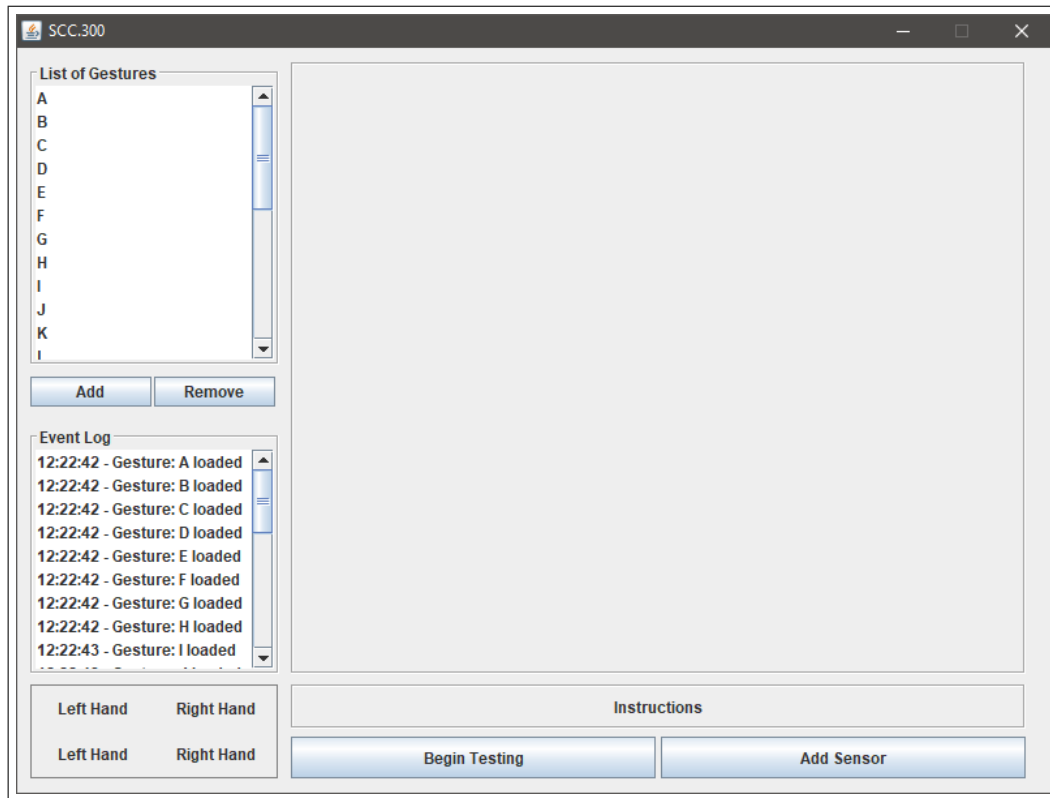 SCC.300
List of Gestures
A
B
C
D
E
F
G
H
I
J
K
Add
Remove
Event Log
12:22:42 - Gesture: A loaded
12:22:42 - Gesture: B loaded
12:22:42 - Gesture: C loaded
12:22:42 - Gesture: D loaded
12:22:42 - Gesture: E loaded
12:22:42 - Gesture: F loaded
12:22:42 - Gesture: G loaded
12:22:42 - Gesture: H loaded
12:22:43 - Gesture: I loaded
Left Hand Right Hand
Left Hand Right Hand
Instructions
Begin Testing
Add Sensor